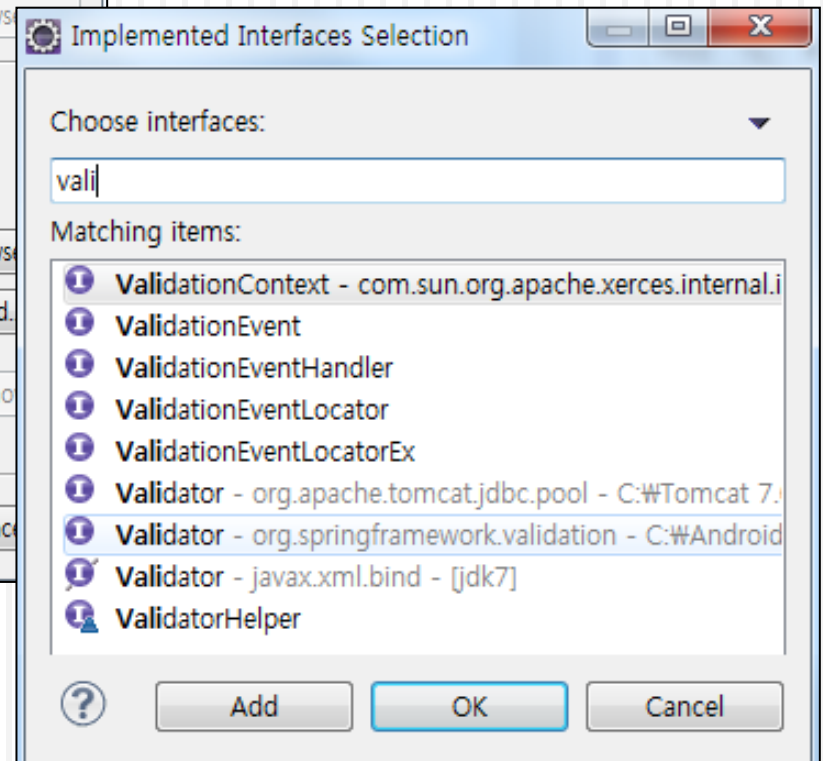 Implemented Interfaces Selection
Choose interfaces:
vali
Matching items:
ValidationContext - com.sun.org.apache.xerces.internal.i
ValidationEvent
ValidationEventHandler
ValidationEventLocator
ValidationEventLocatorEx
Validator - org.apache.tomcat.jdbc.pool - C:₩Tomcat 7.
Validator - org.springframework.validation - C:₩Android
Validator - javax.xml.bind - [jdk7]
ValidatorHelper
? Add OK Cancel